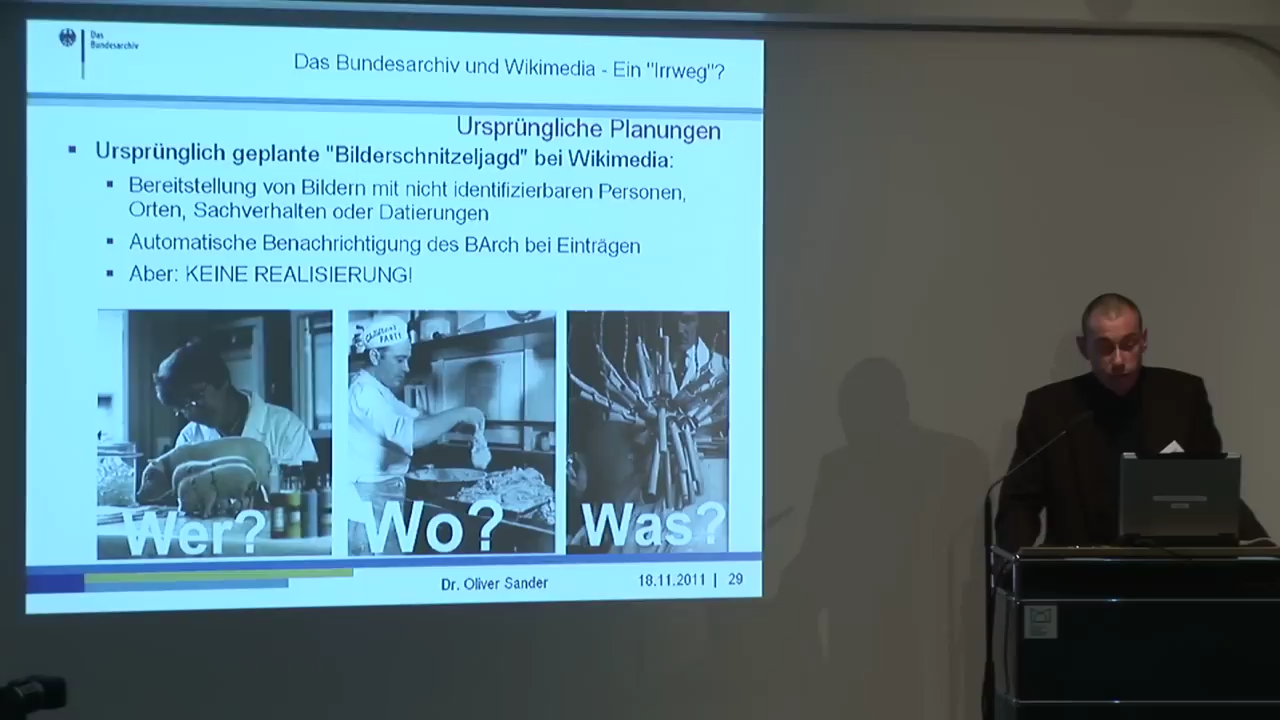 Das
Bundesarchiv
Das Bundesarchiv und Wikimedia - Ein "Irrweg"?
Ursprüngliche Planungen
Ursprünglich geplante "Bilderschnitzeljagd" bei Wikimedia:
Bereitstellung von Bildern mit nicht identifizierbaren Personen,
Orten, Sachverhalten oder Datierungen
Automatische Benachrichtigung des BArch bei Einträgen
Aber: KEINE REALISIERUNG!
Wer? Wo? Was?
Dr. Oliver Sander 18.11.2011 | 29